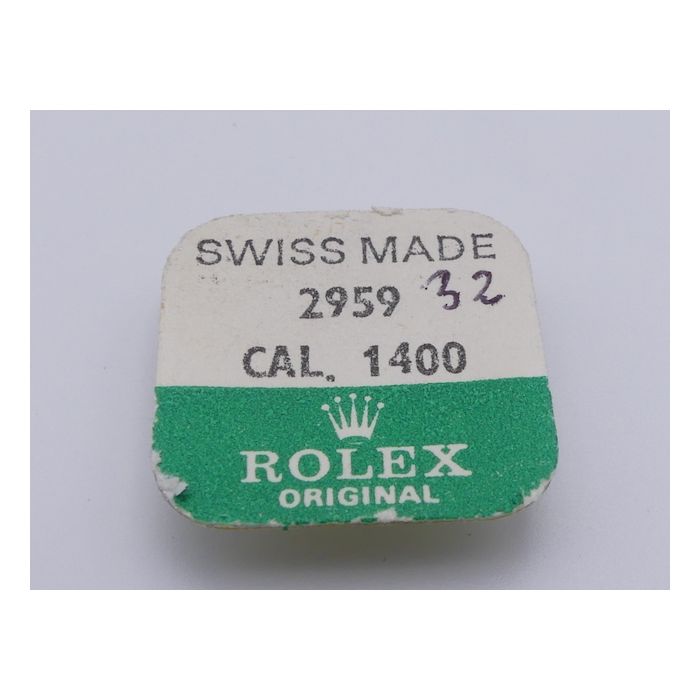 SWISS MADE
2959 32
CAL. 1400
ROLEX
ORIGINAL